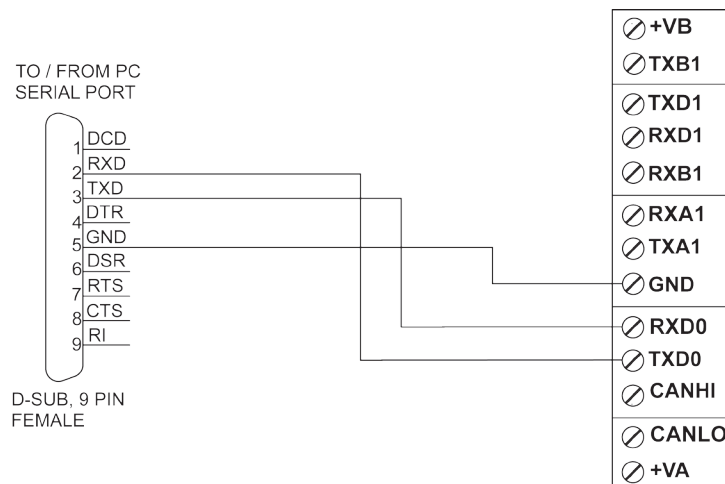 TO / FROM PC
SERIAL PORT
1 DCD
2 RXD
3 TXD
4 DTR
5 GND
6 DSR
7 RTS
8 CTS
9 RI
D-SUB, 9 PIN
FEMALE
+VB
TXB1
TXD1
RXD1
RXB1
RXA1
TXA1
GND
RXD0
TXD0
CANHI
CANLO
+VA